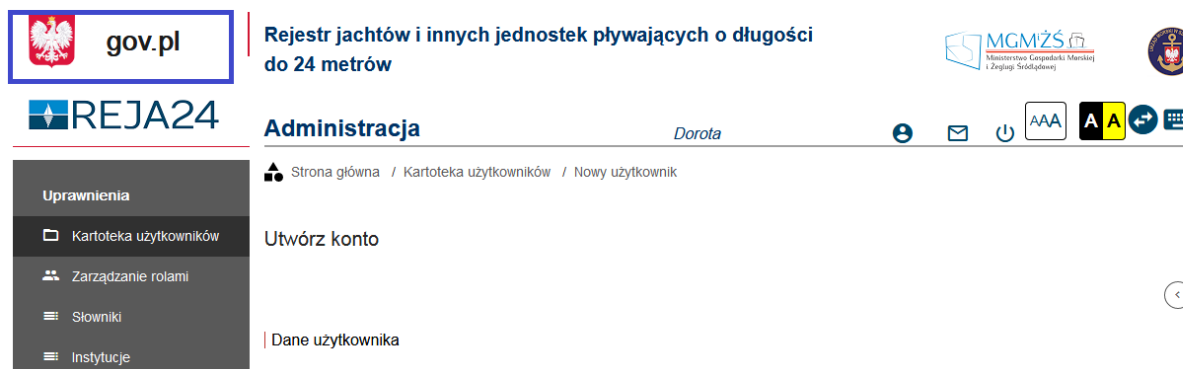 gov.pl
Rejestr jachtów i innych jednostek pływających o długości
do 24 metrów
MGMŻŚ
Ministerstwo Gospodarki Morskiej
i Żeglugi Śródlądowej
REJA24
Administracja
Dorota
AAA
A A
Strona główna / Kartoteka użytkowników / Nowy użytkownik
Uprawnienia
Kartoteka użytkowników
Zarządzanie rolami
Słowniki
Instytucje
Utwórz konto
Dane użytkownika